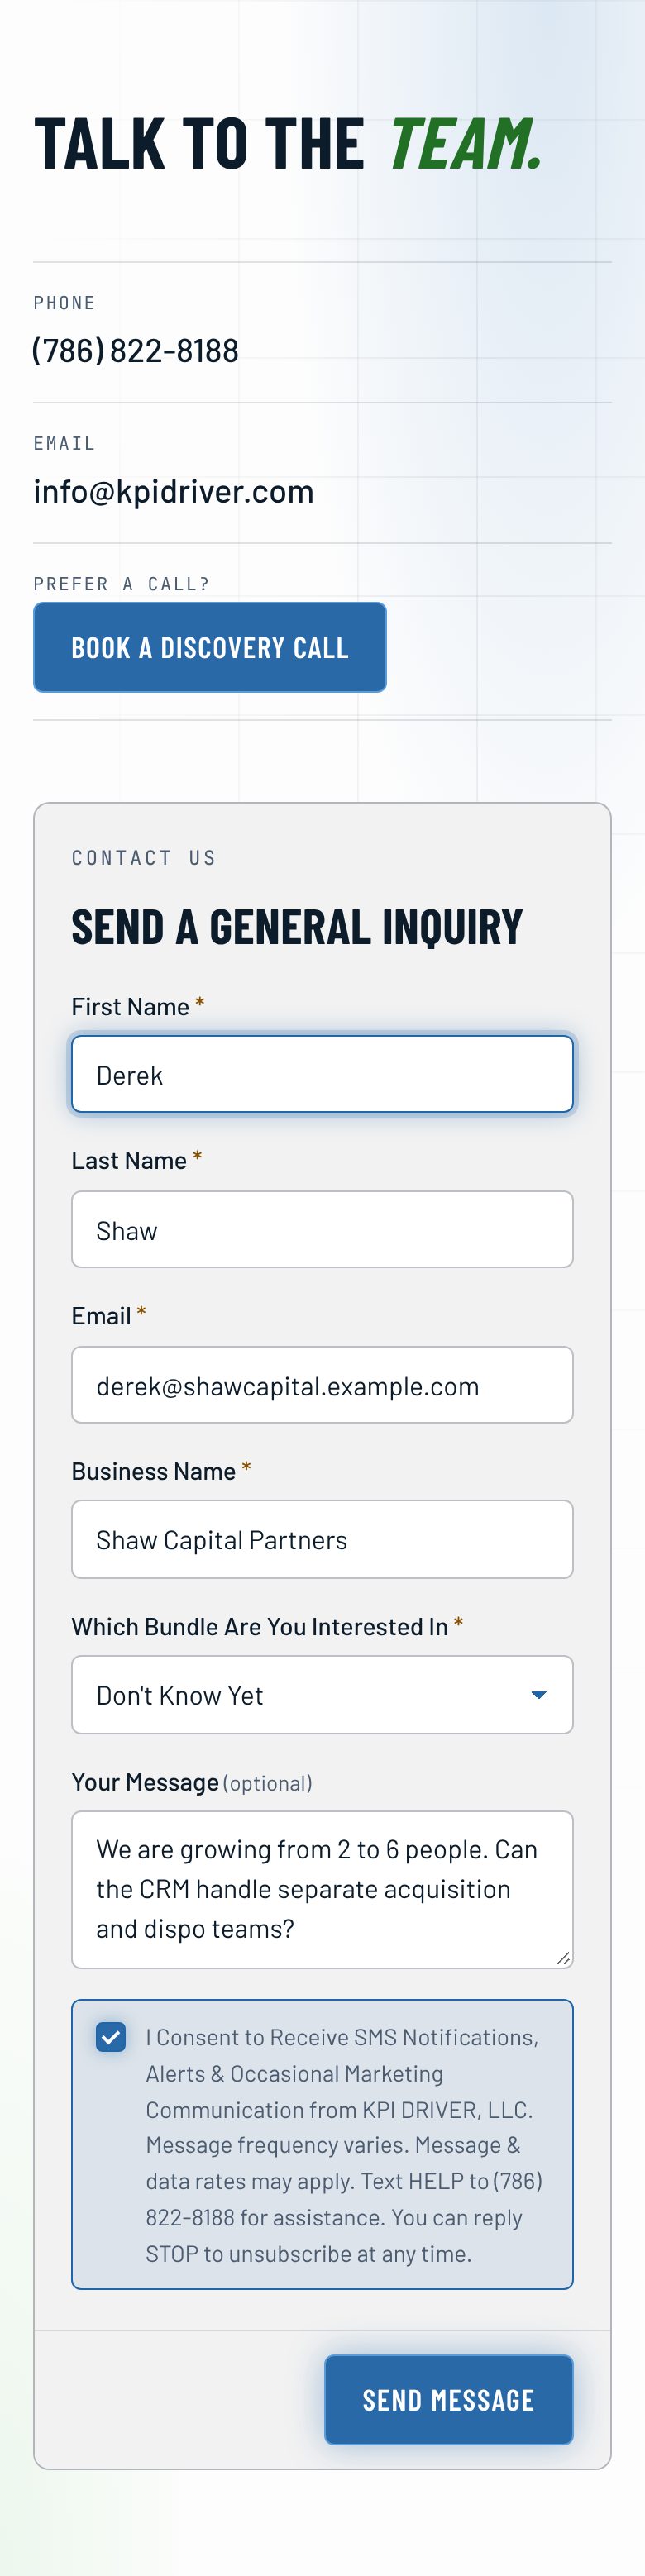 TALK TO THE TEAM.
PHONE
(786) 822-8188
EMAIL
info@kpidriver.com
PREFER A CALL?
BOOK A DISCOVERY CALL
CONTACT US
SEND A GENERAL INQUIRY
First Name *
Derek
Last Name *
Shaw
Email *
derek@shawcapital.example.com
Business Name *
Shaw Capital Partners
Which Bundle Are You Interested In *
Don't Know Yet
Your Message (optional)
We are growing from 2 to 6 people. Can
the CRM handle separate acquisition
and dispo teams?
I Consent to Receive SMS Notifications,
Alerts & Occasional Marketing
Communication from KPI DRIVER, LLC.
Message frequency varies. Message &
data rates may apply. Text HELP to (786)
822-8188 for assistance. You can reply
STOP to unsubscribe at any time.
SEND MESSAGE